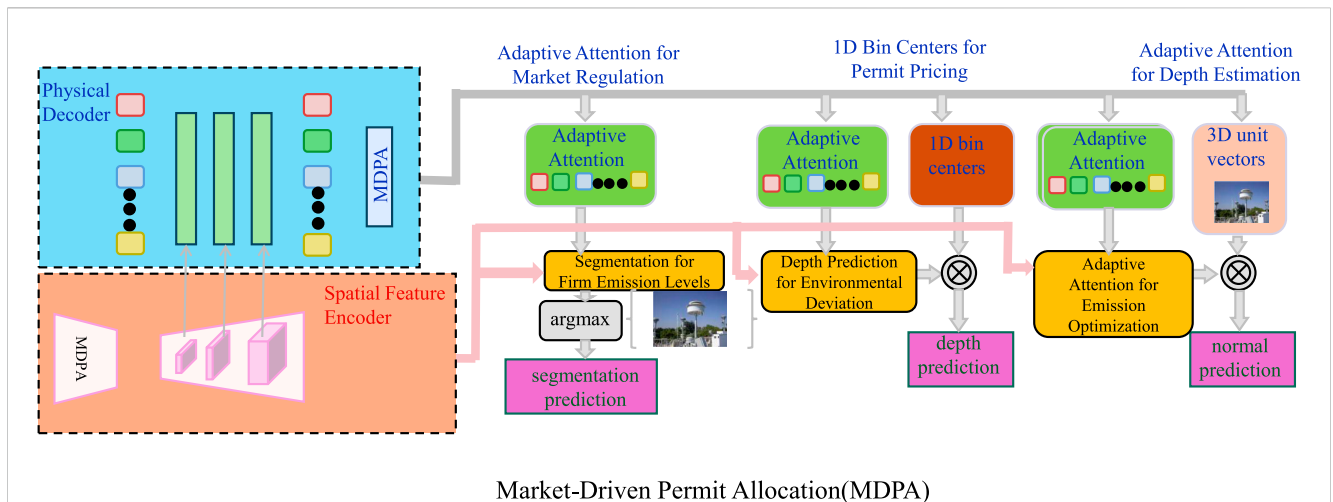 Adaptive Attention for
Market Regulation
1D Bin Centers for
Permit Pricing
Adaptive Attention
for Depth Estimation
Physical
Decoder
MDPA
Adaptive
Attention
Adaptive
Attention
1D bin
centers
Adaptive
Attention
3D unit
vectors
Spatial Feature
Encoder
MDPA
Segmentation for
Firm Emission Levels
Depth Prediction
for Environmental
Deviation
Adaptive
Attention for
Emission
Optimization
argmax
segmentation
prediction
depth
prediction
normal
prediction
Market-Driven Permit Allocation(MDPA)